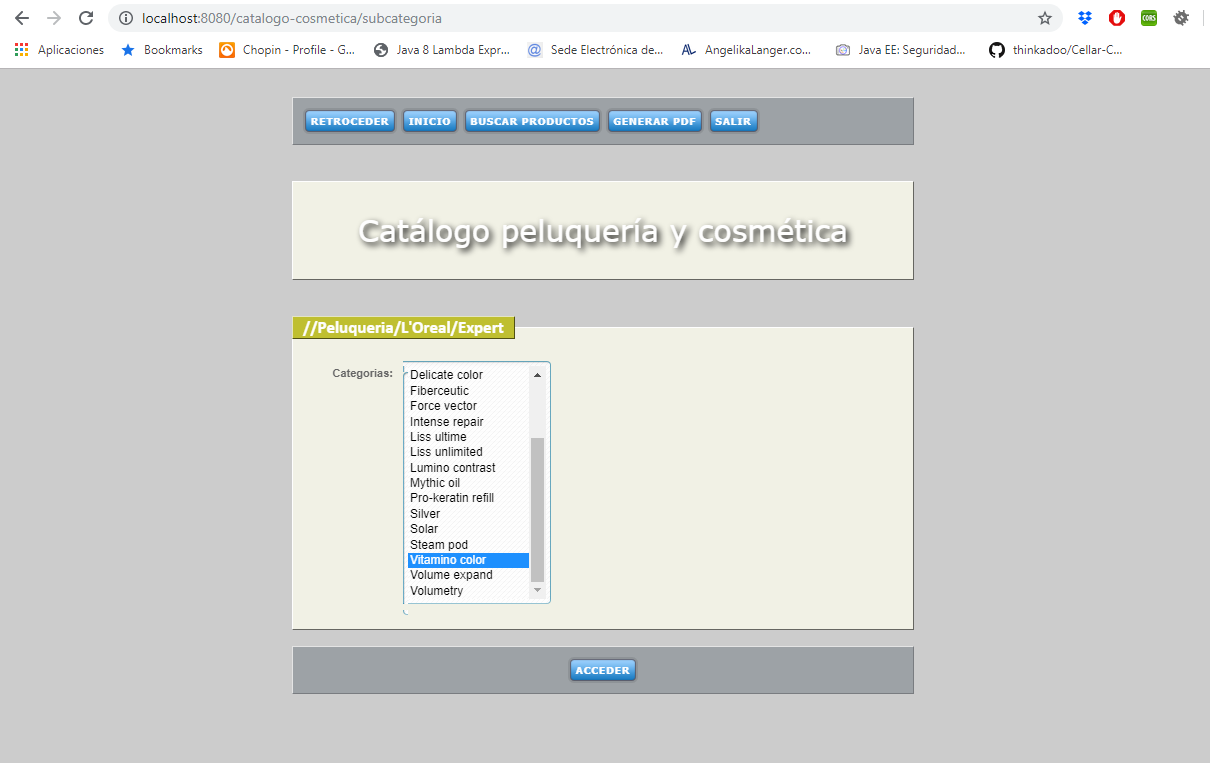 localhost:8080/catalogo-cosmetica/subcategoria
CORS
Aplicaciones Bookmarks Chopin - Profile - G... Java 8 Lambda Expr... Sede Electrónica de... AngelikaLanger.co... Java EE: Seguridad... thinkadoo/Cellar-C...
RETROCEDER INICIO BUSCAR PRODUCTOS GENERAR PDF SALIR
Catálogo peluquería y cosmética
//Peluqueria/L'Oreal/Expert
Categorias:
Delicate color
Fiberceutic
Force vector
Intense repair
Liss ultime
Liss unlimited
Lumino contrast
Mythic oil
Pro-keratin refill
Silver
Solar
Steam pod
Vitamino color
Volume expand
Volumetry
ACCEDER